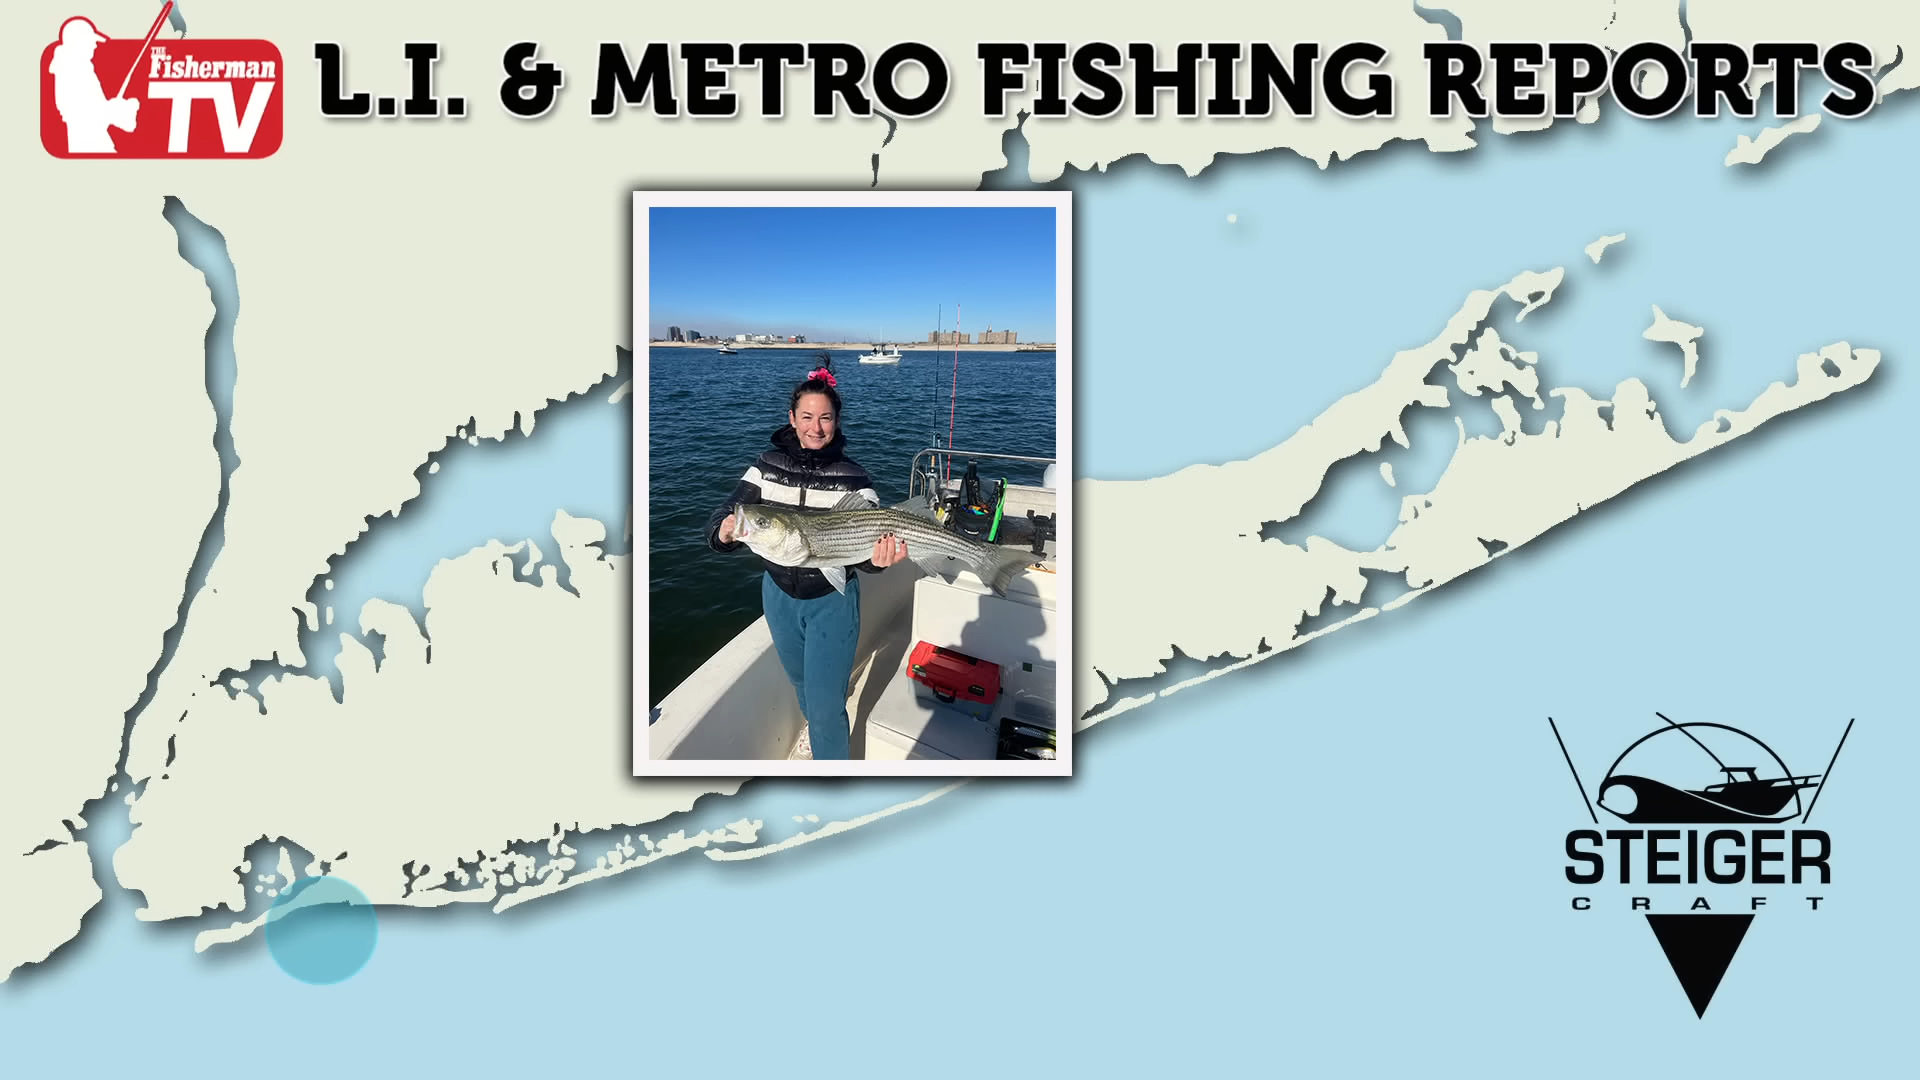 THE
Fisherman
TV
L.I. & METRO FISHING REPORTS
STEIGER
CRAFT